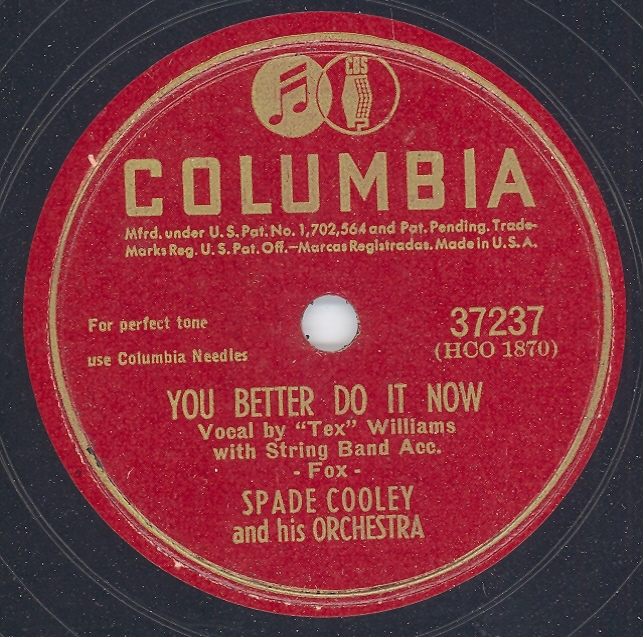 CBS
COLUMBIA
Mfrd. under U.S. Pat. No. 1,702,564 and Pat. Pending. Trade-
Marks Reg. U.S. Pat. Off.—Marcas Registradas. Made in U.S.A.
For perfect tone
use Columbia Needles
37237
(HCO 1870)
YOU BETTER DO IT NOW
Vocal by "Tex" Williams
with String Band Acc.
- Fox -
SPADE COOLEY
and his ORCHESTRA